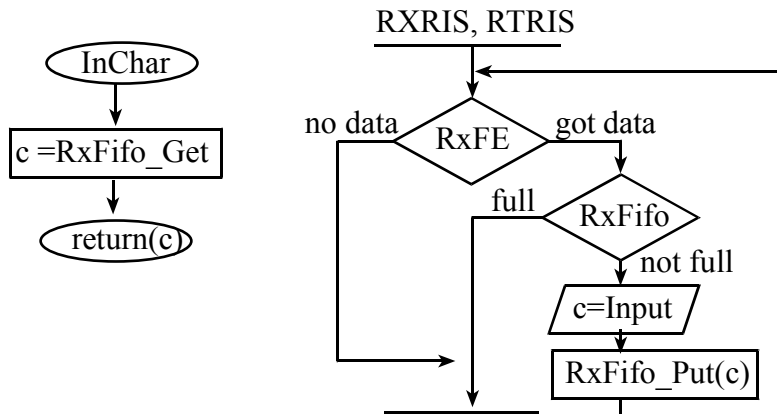 InChar
c =RxFifo_Get
return(c)
RXRIS, RTRIS
no data
RxFE
got data
full
RxFifo
not full
c=Input
RxFifo_Put(c)